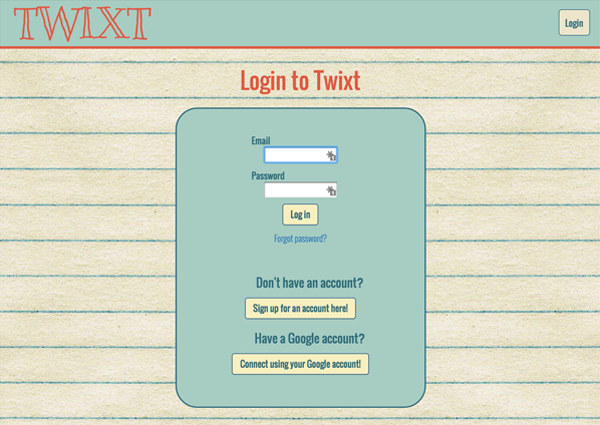 TWIXT
Login
Login to Twixt
Email
Password
Log in
Forgot password?
Don't have an account?
Sign up for an account here!
Have a Google account?
Connect using your Google account!